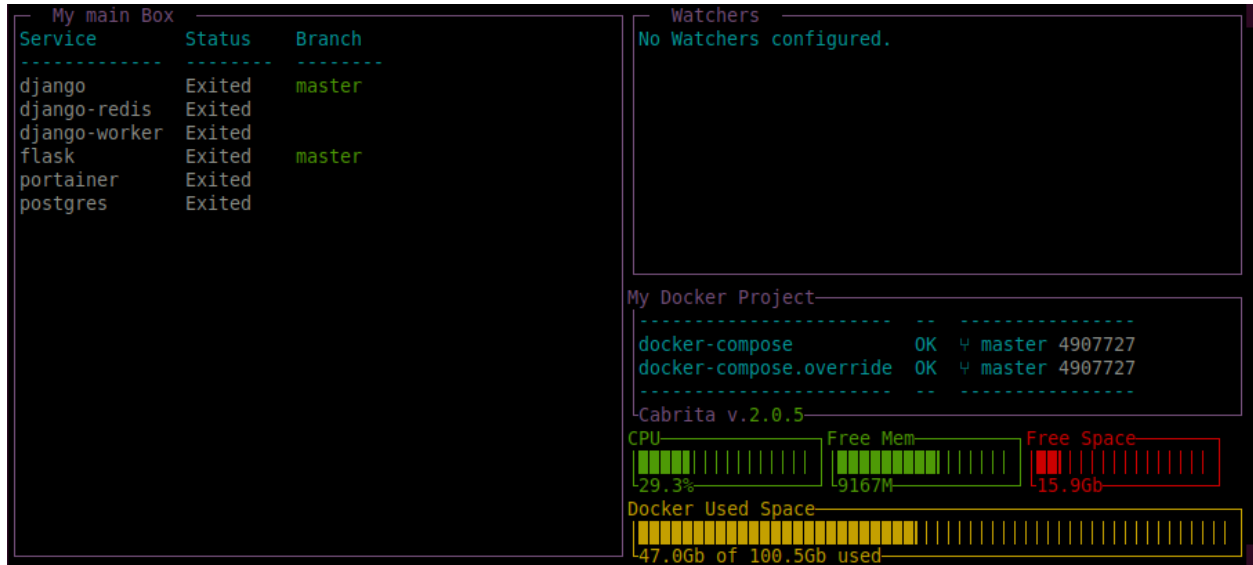 My main Box
Service Status Branch
------------- -------- --------
django Exited master
django-redis Exited
django-worker Exited
flask Exited master
portainer Exited
postgres Exited
Watchers
No Watchers configured.
My Docker Project
----------------------- -- ----------------
docker-compose OK ⑂ master 4907727
docker-compose.override OK ⑂ master 4907727
----------------------- -- ----------------
Cabrita v.2.0.5
CPU
29.3%
Free Mem
9167M
Free Space
15.9Gb
Docker Used Space
47.0Gb of 100.5Gb used